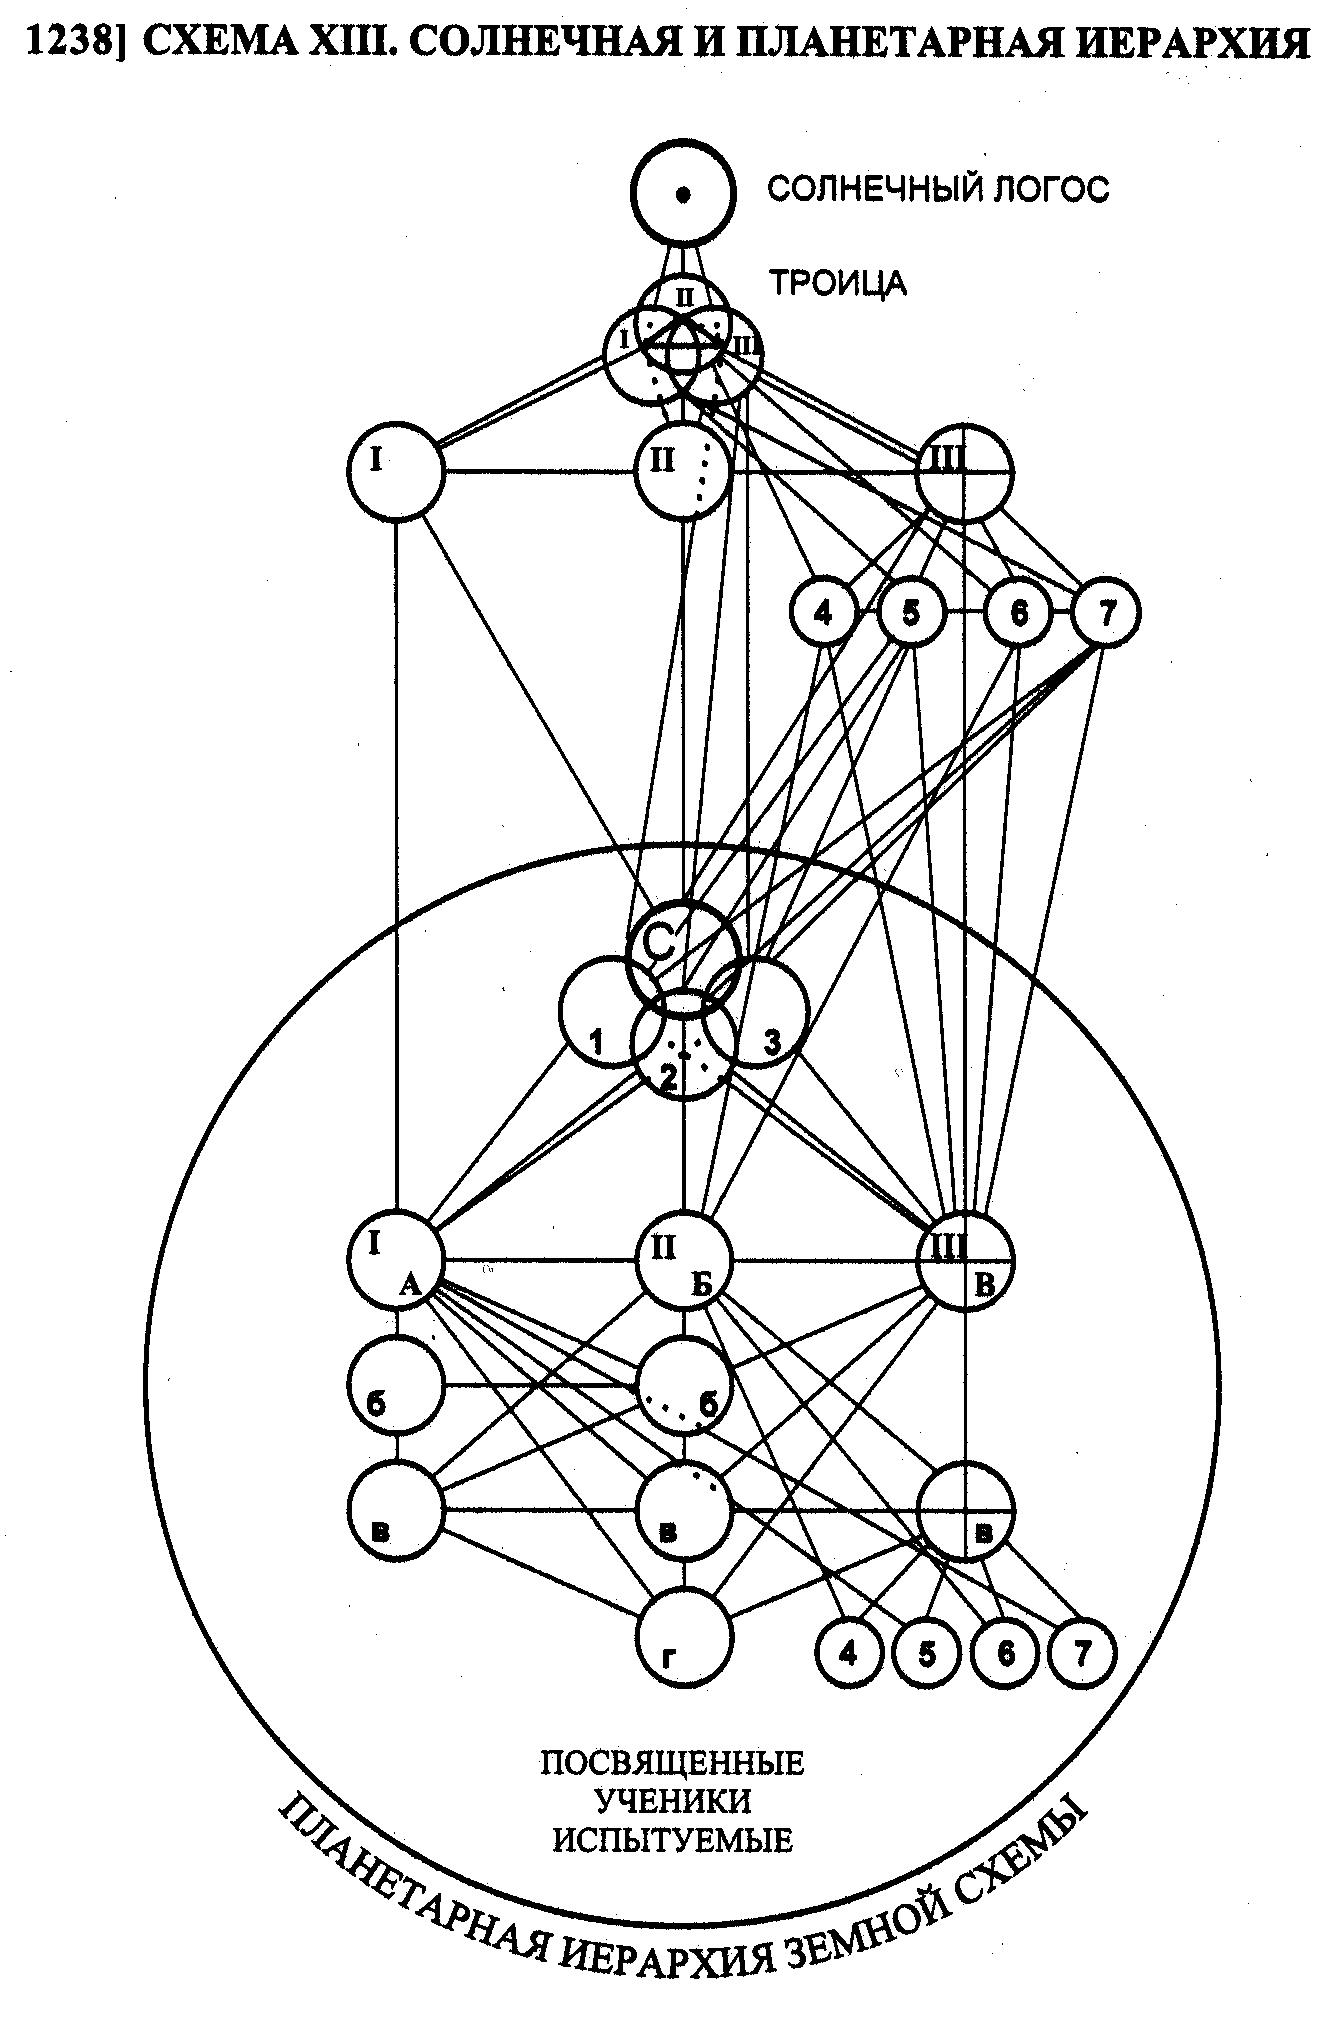 1238] СХЕМА XIII. СОЛНЕЧНАЯ И ПЛАНЕТАРНАЯ ИЕРАРХИЯ
СОЛНЕЧНЫЙ ЛОГОС
ТРОИЦА
II
I III
I II III
4 5 6 7
С
1 2 3
I II III
А Б В
б б
в в в
г 4 5 6 7
ПОСВЯЩЕННЫЕ
УЧЕНИКИ
ИСПЫТУЕМЫЕ
ПЛАНЕТАРНАЯ ИЕРАРХИЯ ЗЕМНОЙ СХЕМЫ